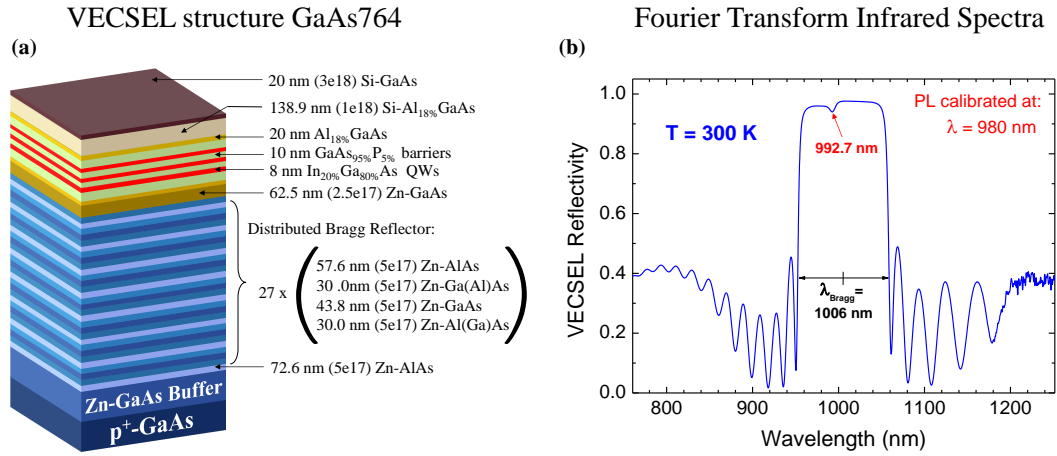 VECSEL structure GaAs764
(a)
20 nm (3e18) Si-GaAs
138.9 nm (1e18) Si-Al18%GaAs
20 nm Al18%GaAs
10 nm GaAs95%P5% barriers
8 nm In20%Ga80%As QWs
62.5 nm (2.5e17) Zn-GaAs
Distributed Bragg Reflector:
27 x
57.6 nm (5e17) Zn-AlAs
30 .0nm (5e17) Zn-Ga(Al)As
43.8 nm (5e17) Zn-GaAs
30.0 nm (5e17) Zn-Al(Ga)As
72.6 nm (5e17) Zn-AlAs
Zn-GaAs Buffer
p+-GaAs
Fourier Transform Infrared Spectra
(b)
VECSEL Reflectivity
1.0
0.8
0.6
0.4
0.2
0.0
T = 300 K
PL calibrated at:
λ = 980 nm
992.7 nm
λBragg=
1006 nm
800 900 1000 1100 1200
Wavelength (nm)